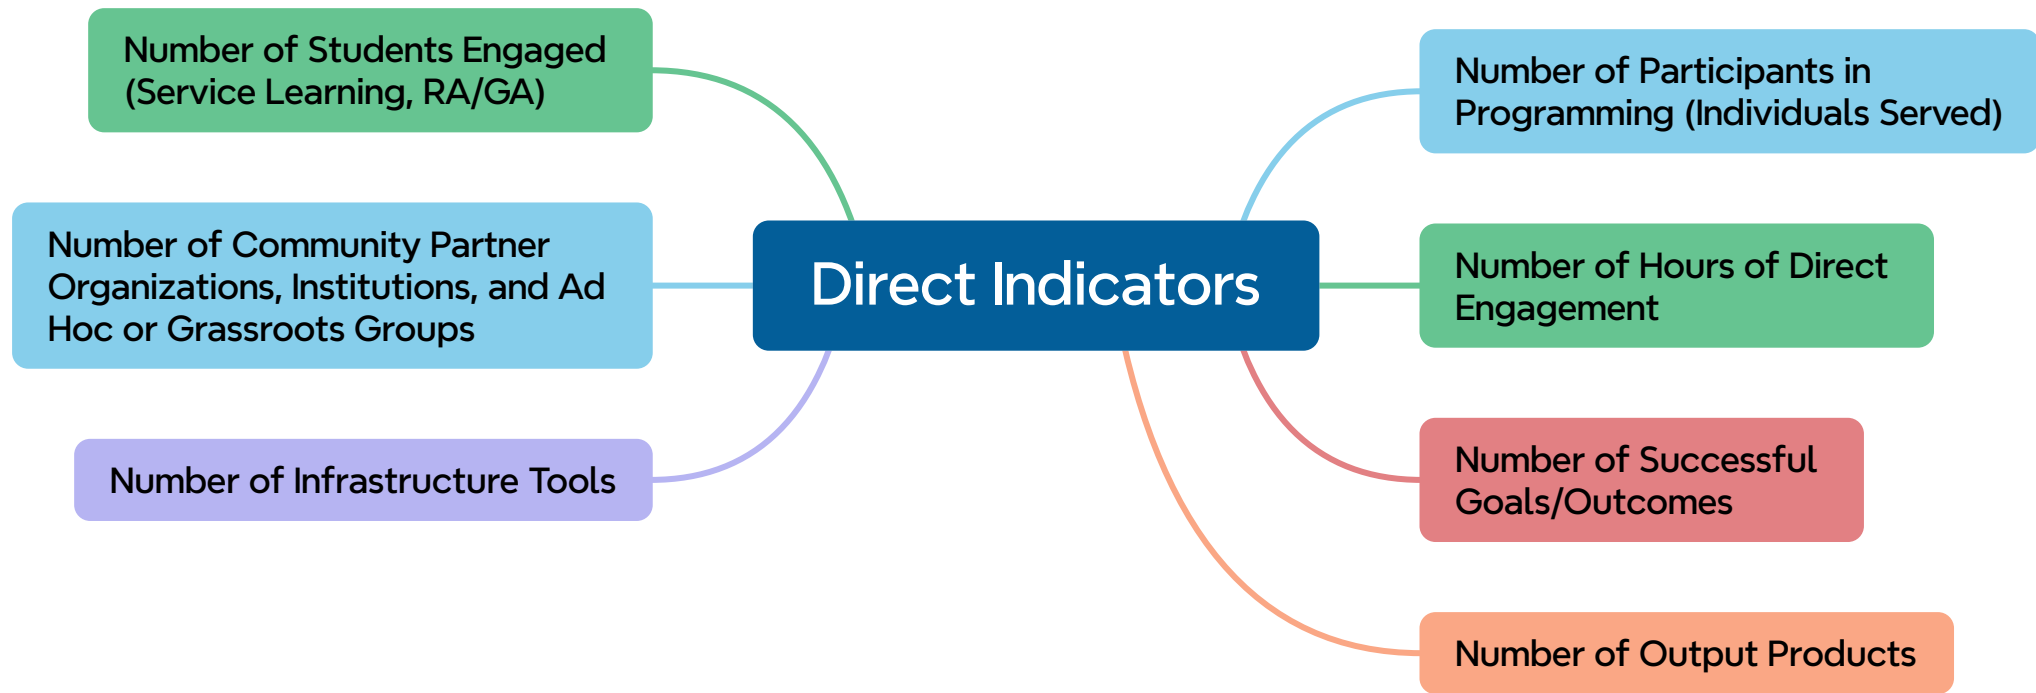 Number of Students Engaged
(Service Learning, RA/GA)
Number of Community Partner
Organizations, Institutions, and Ad
Hoc or Grassroots Groups
Number of Infrastructure Tools
Direct Indicators
Number of Participants in
Programming (Individuals Served)
Number of Hours of Direct
Engagement
Number of Successful
Goals/Outcomes
Number of Output Products